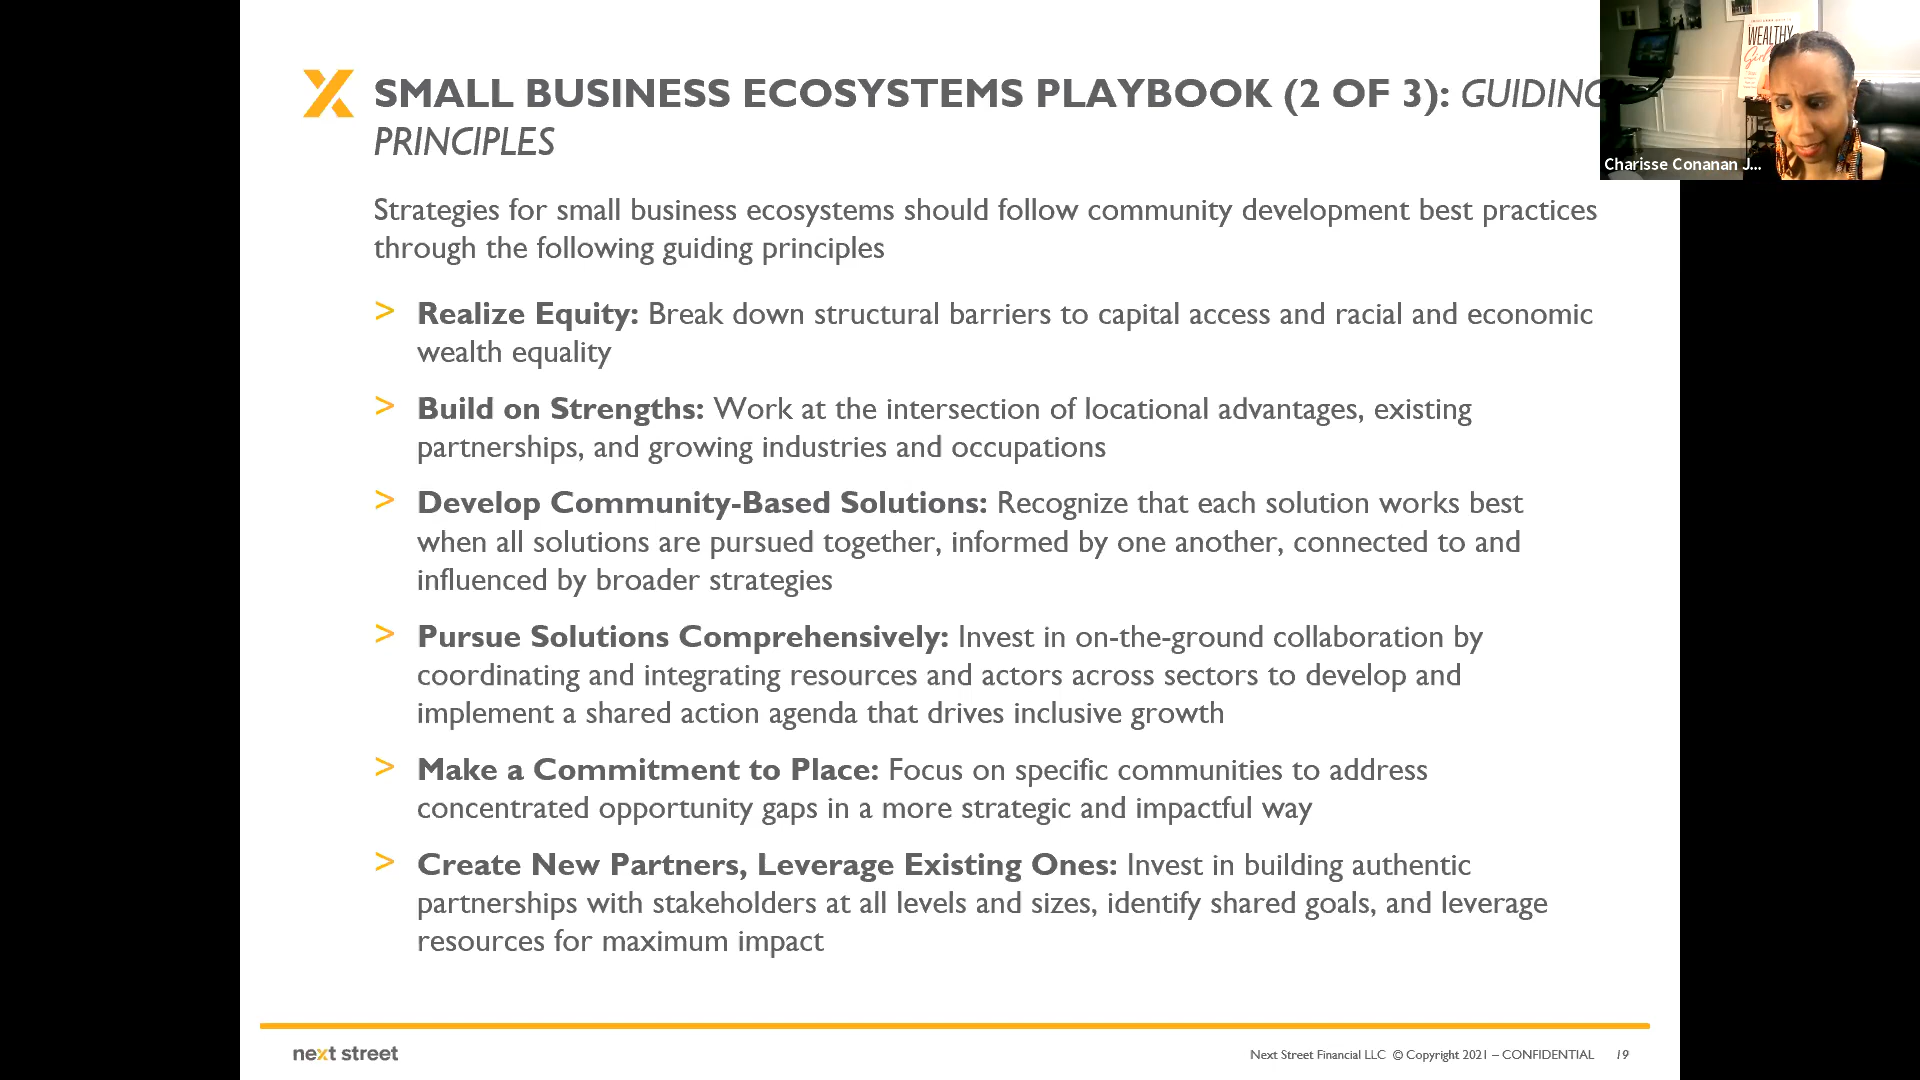 SMALL BUSINESS ECOSYSTEMS PLAYBOOK (2 OF 3): GUIDING
PRINCIPLES
WEALTHY
Charisse Conanan J...
Strategies for small business ecosystems should follow community development best practices
through the following guiding principles
> Realize Equity: Break down structural barriers to capital access and racial and economic
wealth equality
> Build on Strengths: Work at the intersection of locational advantages, existing
partnerships, and growing industries and occupations
> Develop Community-Based Solutions: Recognize that each solution works best
when all solutions are pursued together, informed by one another, connected to and
influenced by broader strategies
> Pursue Solutions Comprehensively: Invest in on-the-ground collaboration by
coordinating and integrating resources and actors across sectors to develop and
implement a shared action agenda that drives inclusive growth
> Make a Commitment to Place: Focus on specific communities to address
concentrated opportunity gaps in a more strategic and impactful way
> Create New Partners, Leverage Existing Ones: Invest in building authentic
partnerships with stakeholders at all levels and sizes, identify shared goals, and leverage
resources for maximum impact
next street
Next Street Financial LLC © Copyright 2021 – CONFIDENTIAL 19